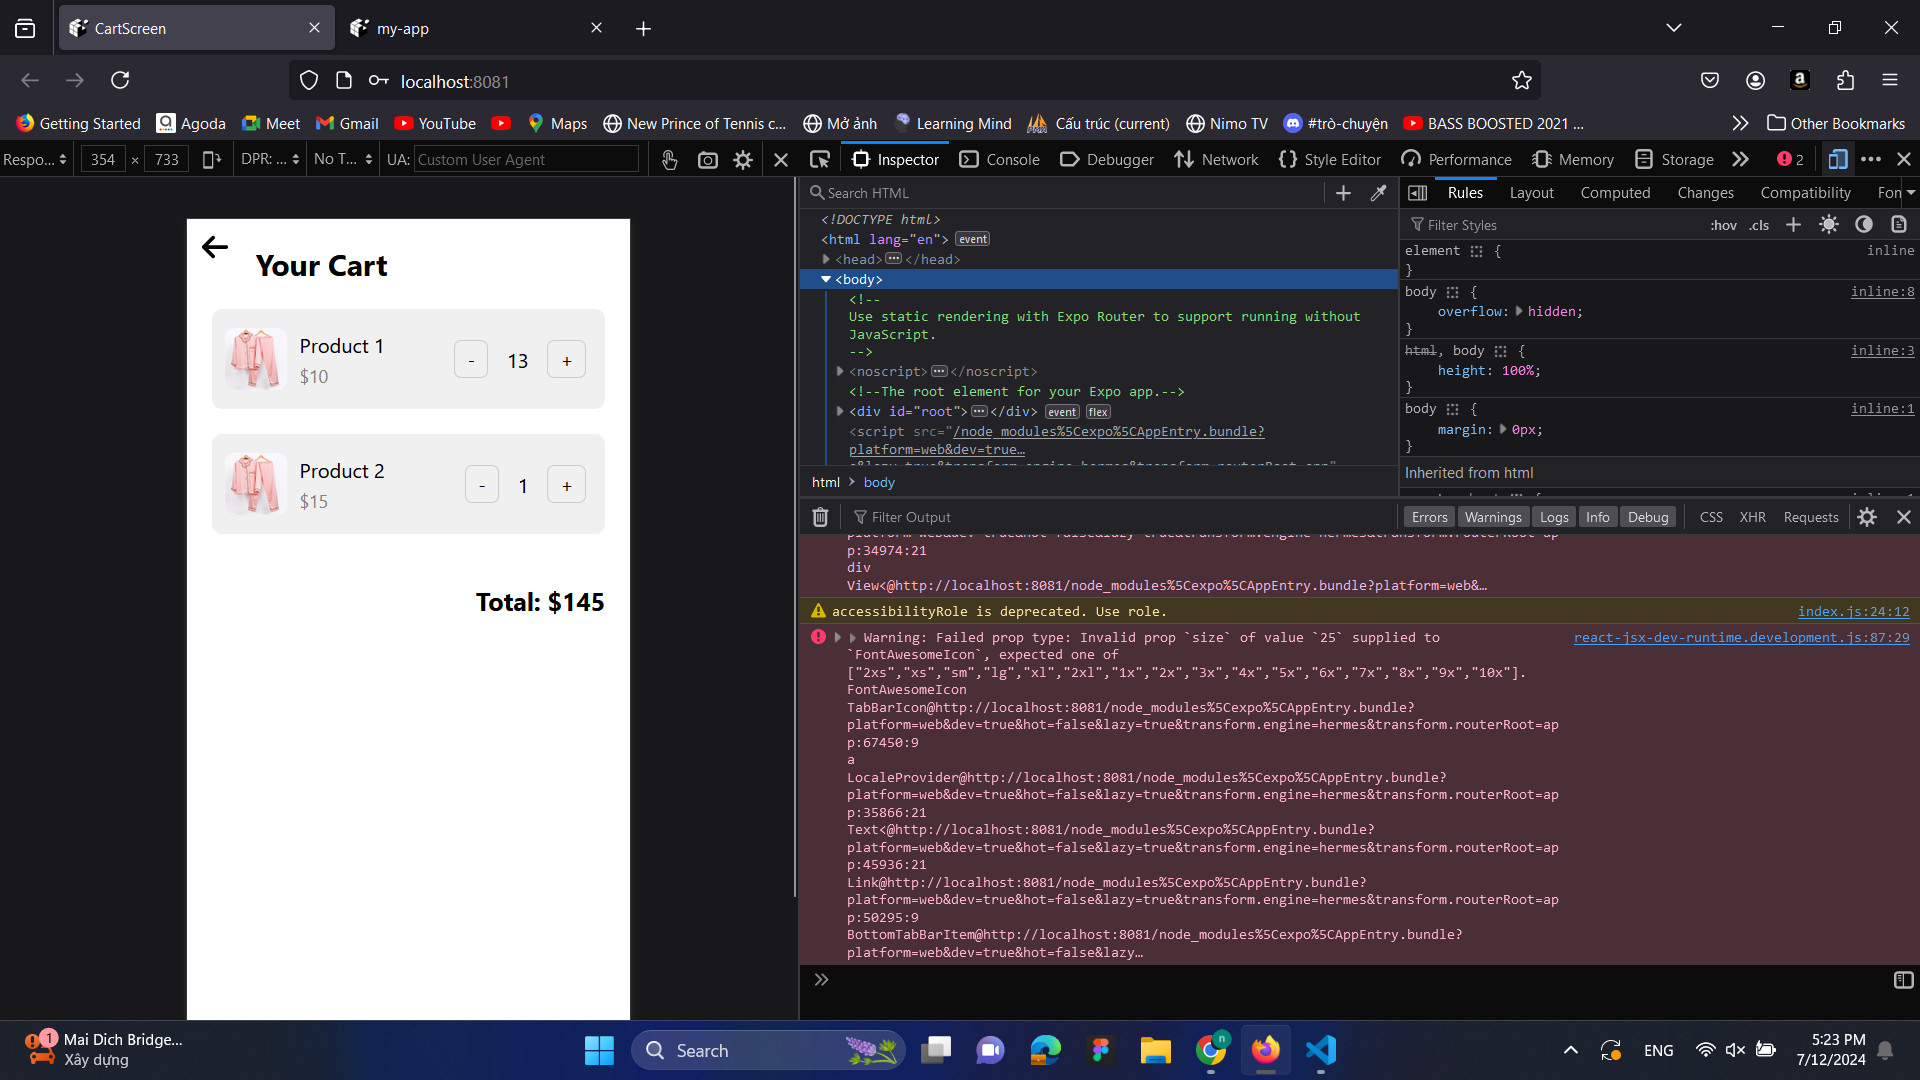 CartScreen
my-app
localhost:8081
Getting Started
Agoda
Meet
Gmail
YouTube
Maps
New Prince of Tennis c...
Mở ảnh
Learning Mind
Cấu trúc (current)
Nimo TV
#trò-chuyện
BASS BOOSTED 2021 ...
Other Bookmarks
Respo...
354 × 733
DPR: ...
No T...
UA: Custom User Agent
Inspector
Console
Debugger
Network
Style Editor
Performance
Memory
Storage
2
Your Cart
Product 1
$10
- 13 +
Product 2
$15
- 1 +
Total: $145
Search HTML
<!DOCTYPE html>
<html lang="en"> event
<head> </head>
<body>
<!--
Use static rendering with Expo Router to support running without
JavaScript.
-->
<noscript> </noscript>
<!--The root element for your Expo app.-->
<div id="root"> </div> event flex
<script src="/node_modules%5Cexpo%5CAppEntry.bundle?
platform=web&dev=true…
html > body
Rules
Layout
Computed
Changes
Compatibility
Fon
Filter Styles
:hov .cls
element { inline
}
body { inline:8
overflow: hidden;
}
html, body { inline:3
height: 100%;
}
body { inline:1
margin: 0px;
}
Inherited from html
Filter Output
Errors
Warnings
Logs
Info
Debug
CSS
XHR
Requests
p:34974:21
div
View<@http://localhost:8081/node_modules%5Cexpo%5CAppEntry.bundle?platform=web&…
accessibilityRole is deprecated. Use role. index.js:24:12
Warning: Failed prop type: Invalid prop `size` of value `25` supplied to react-jsx-dev-runtime.development.js:87:29
`FontAwesomeIcon`, expected one of
["2xs","xs","sm","lg","xl","2xl","1x","2x","3x","4x","5x","6x","7x","8x","9x","10x"].
FontAwesomeIcon
TabBarIcon@http://localhost:8081/node_modules%5Cexpo%5CAppEntry.bundle?
platform=web&dev=true&hot=false&lazy=true&transform.engine=hermes&transform.routerRoot=ap
p:67450:9
a
LocaleProvider@http://localhost:8081/node_modules%5Cexpo%5CAppEntry.bundle?
platform=web&dev=true&hot=false&lazy=true&transform.engine=hermes&transform.routerRoot=ap
p:35866:21
Text<@http://localhost:8081/node_modules%5Cexpo%5CAppEntry.bundle?
platform=web&dev=true&hot=false&lazy=true&transform.engine=hermes&transform.routerRoot=ap
p:45936:21
Link@http://localhost:8081/node_modules%5Cexpo%5CAppEntry.bundle?
platform=web&dev=true&hot=false&lazy=true&transform.engine=hermes&transform.routerRoot=ap
p:50295:9
BottomTabBarItem@http://localhost:8081/node_modules%5Cexpo%5CAppEntry.bundle?
platform=web&dev=true&hot=false&lazy…
1
Mai Dich Bridge...
Xây dựng
Search
n
ENG
5:23 PM
7/12/2024